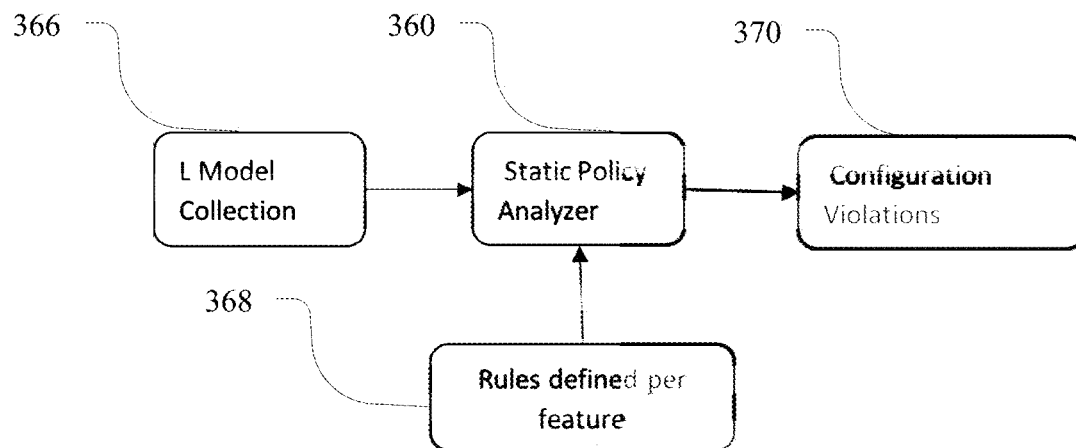 366
360
370
L Model
Collection
Static Policy
Analyzer
Configuration
Violations
368
Rules defined per
feature